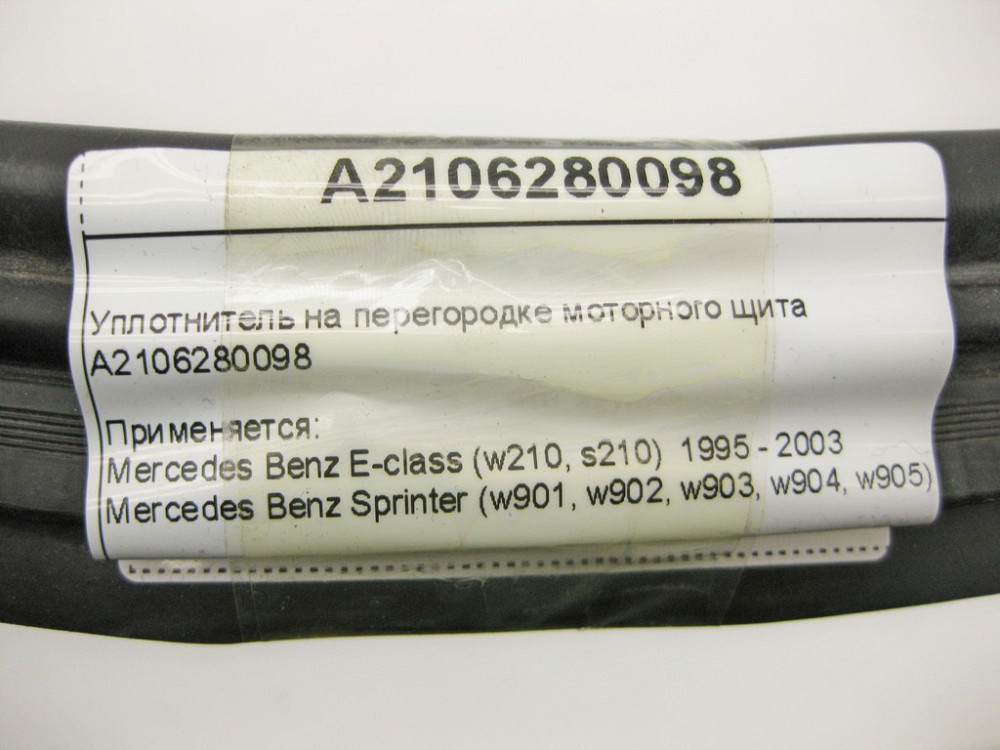 A2106280098
Уплотнитель на перегородке моторного щита
A2106280098
Применяется:
Mercedes Benz E-class (w210, s210) 1995 - 2003
Mercedes Benz Sprinter (w901, w902, w903, w904, w905)